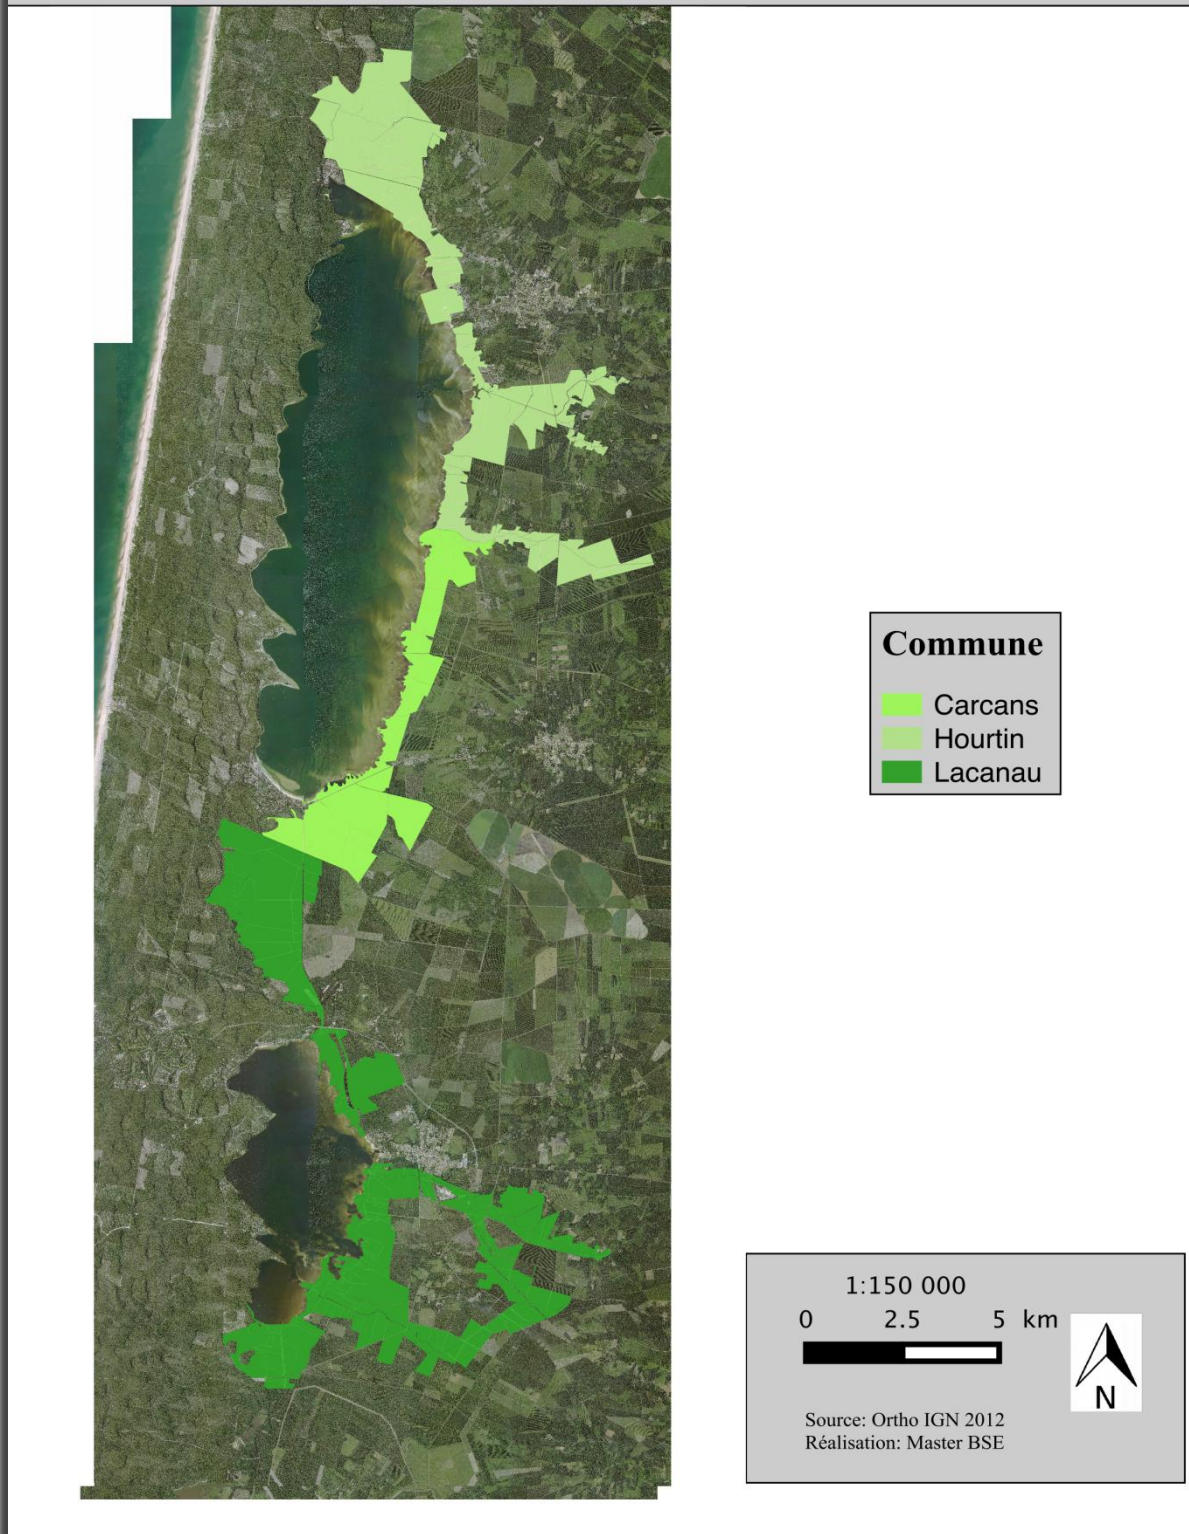 Commune
Carcans
Hourtin
Lacanau
1:150 000
0 2.5 5 km
N
Source: Ortho IGN 2012
Réalisation: Master BSE